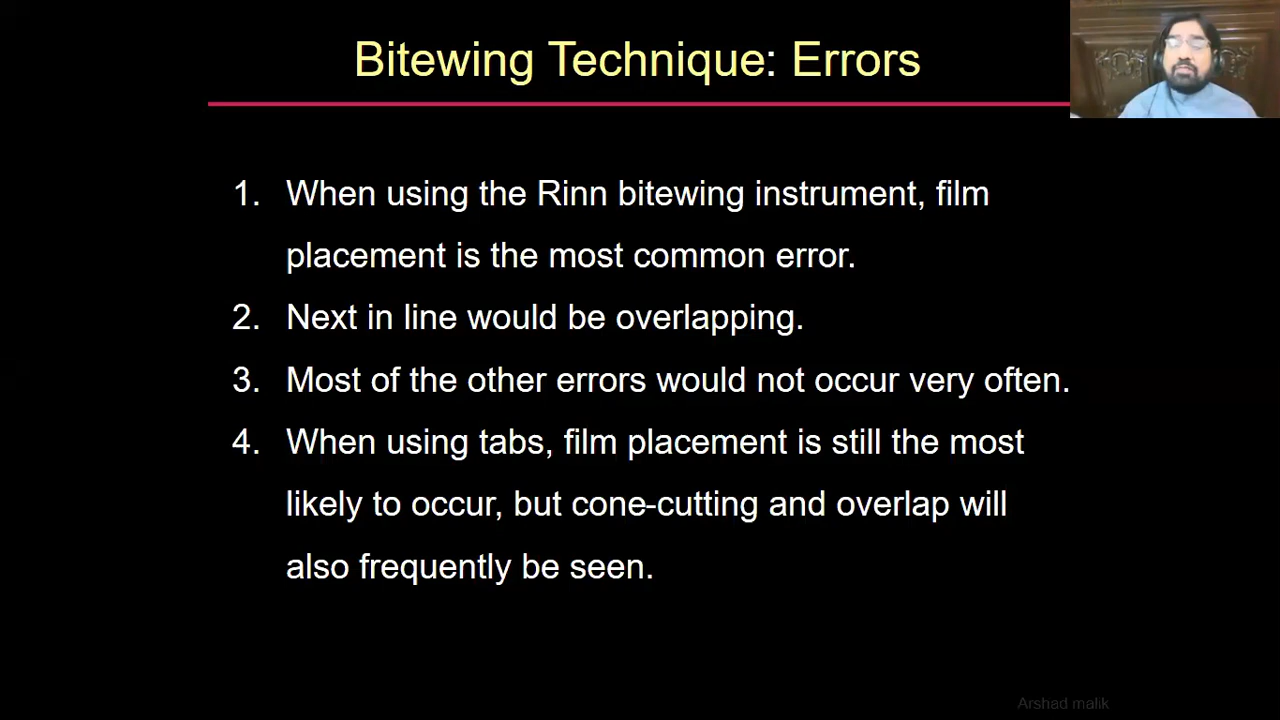 Bitewing Technique: Errors
1. When using the Rinn bitewing instrument, film
placement is the most common error.
2. Next in line would be overlapping.
3. Most of the other errors would not occur very often.
4. When using tabs, film placement is still the most
likely to occur, but cone-cutting and overlap will
also frequently be seen.
Arshad malik